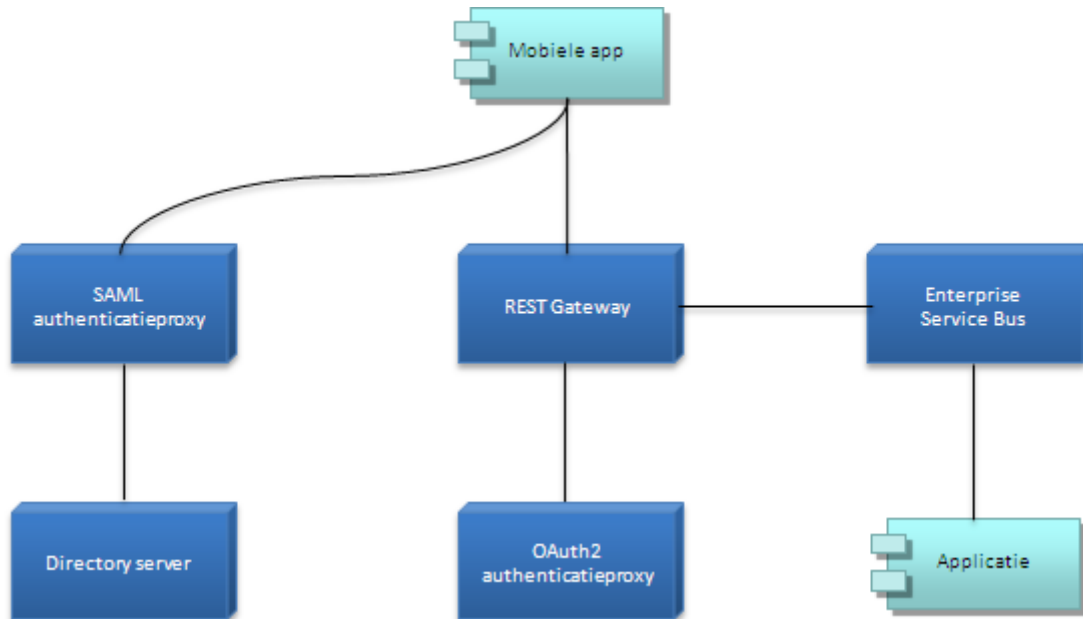 Mobiele app
SAML
authenticatieproxy
REST Gateway
Enterprise
Service Bus
Directory server
OAuth2
authenticatieproxy
Applicatie